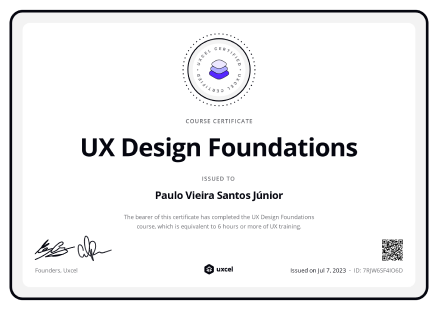 UXCEL CERTIFIED • UXCEL CERTIFIED •
COURSE CERTIFICATE
UX Design Foundations
ISSUED TO
Paulo Vieira Santos Júnior
The bearer of this certificate has completed the UX Design Foundations
course, which is equivalent to 6 hours or more of UX training.
Founders, Uxcel
uxcel
Issued on Jul 7, 2023 • ID: 7RJW6SF4IO6D